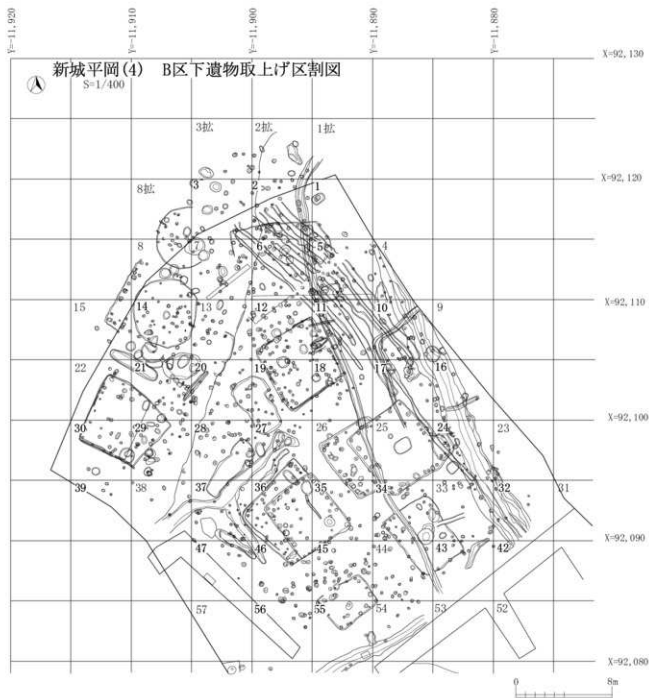 Y=-11,920
Y=-11,910
Y=-11,900
Y=-11,890
Y=-11,880
X=92,130
新城平岡(4) B区下遺物取上げ区割図
S=1/400
3拡 2拡 1拡
X=92,120
8拡 3 2 1
8 7 6 5 4
X=92,110
15 14 13 12 11 10 9
22 21 20 19 18 17 16
X=92,100
30 29 28 27 26 25 24 23
39 38 37 36 35 34 33 32 31
X=92,090
47 46 45 44 43 42
57 56 55 54 53 52
X=92,080
0 8m